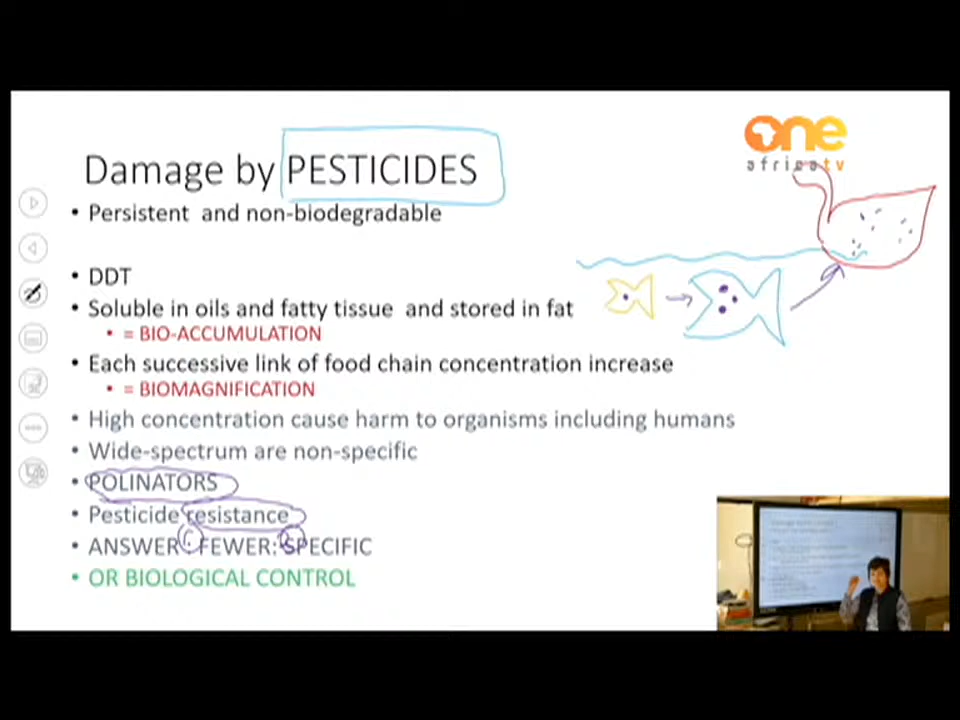 one
africa tv
Damage by PESTICIDES
• Persistent and non-biodegradable
• DDT
• Soluble in oils and fatty tissue and stored in fat
• = BIO-ACCUMULATION
• Each successive link of food chain concentration increase
• = BIOMAGNIFICATION
• High concentration cause harm to organisms including humans
• Wide-spectrum are non-specific
• POLINATORS
• Pesticide resistance
• ANSWER: FEWER: SPECIFIC
• OR BIOLOGICAL CONTROL